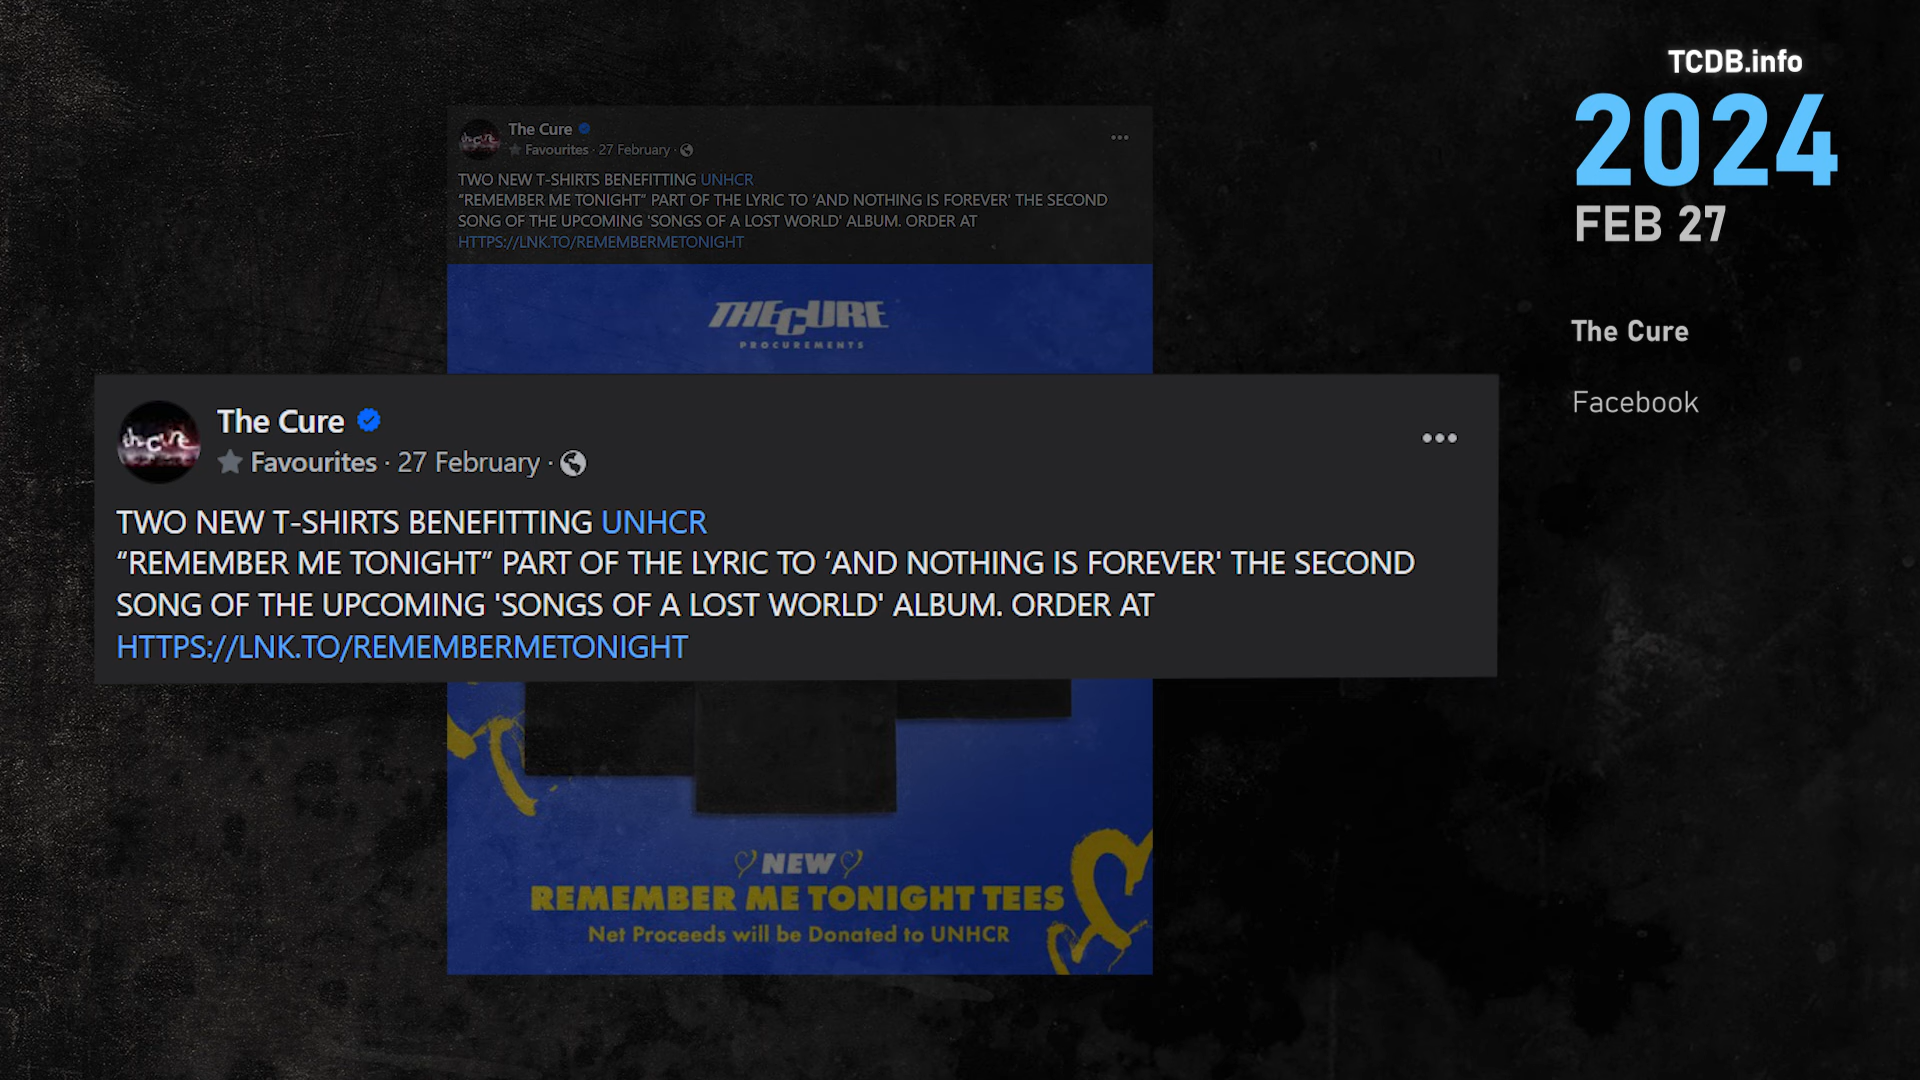 TCDB.info
2024
FEB 27
The Cure
Facebook
The Cure
Favourites · 27 February ·
TWO NEW T-SHIRTS BENEFITTING UNHCR
“REMEMBER ME TONIGHT” PART OF THE LYRIC TO ‘AND NOTHING IS FOREVER' THE SECOND
SONG OF THE UPCOMING 'SONGS OF A LOST WORLD' ALBUM. ORDER AT
HTTPS://LNK.TO/REMEMBERMETONIGHT
THE CURE
PROCUREMENTS
the cure
The Cure
Favourites · 27 February ·
TWO NEW T-SHIRTS BENEFITTING UNHCR
“REMEMBER ME TONIGHT” PART OF THE LYRIC TO ‘AND NOTHING IS FOREVER' THE SECOND
SONG OF THE UPCOMING 'SONGS OF A LOST WORLD' ALBUM. ORDER AT
HTTPS://LNK.TO/REMEMBERMETONIGHT
NEW
REMEMBER ME TONIGHT TEES
Net Proceeds will be Donated to UNHCR